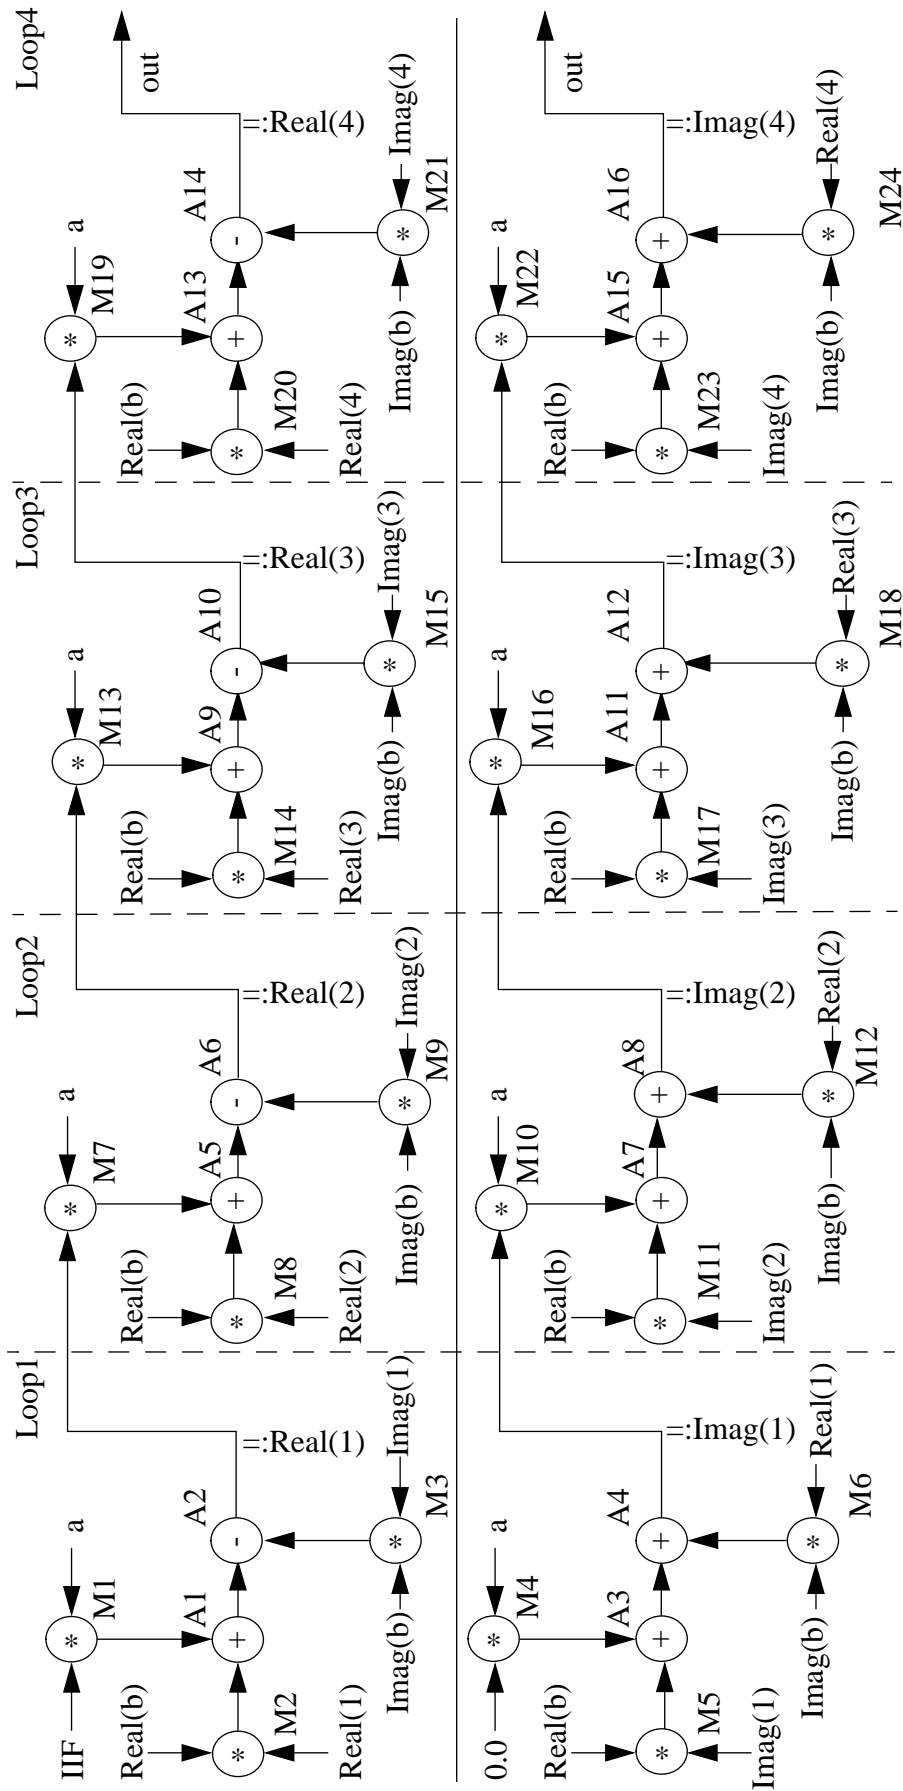 Loop1
Loop2
Loop3
Loop4
IIF
*
M1
a
Real(b)
*
M2
Real(1)
A1
+
A2
-
=:Real(1)
Imag(b)
*
M3
Imag(1)
*
M7
a
Real(b)
*
M8
Real(2)
A5
+
A6
-
=:Real(2)
Imag(b)
*
M9
Imag(2)
*
M13
a
Real(b)
*
M14
Real(3)
A9
+
A10
-
=:Real(3)
Imag(b)
*
M15
Imag(3)
*
M19
a
Real(b)
*
M20
Real(4)
A13
+
A14
-
=:Real(4)
Imag(b)
*
M21
Imag(4)
out
0.0
*
M4
a
Real(b)
*
M5
Imag(1)
A3
+
A4
+
=:Imag(1)
Imag(b)
*
M6
Real(1)
*
M10
a
Real(b)
*
M11
Imag(2)
A7
+
A8
+
=:Imag(2)
Imag(b)
*
M12
Real(2)
*
M16
a
Real(b)
*
M17
Imag(3)
A11
+
A12
+
=:Imag(3)
Imag(b)
*
M18
Real(3)
*
M22
a
Real(b)
*
M23
Imag(4)
A15
+
A16
+
=:Imag(4)
Imag(b)
*
M24
Real(4)
out